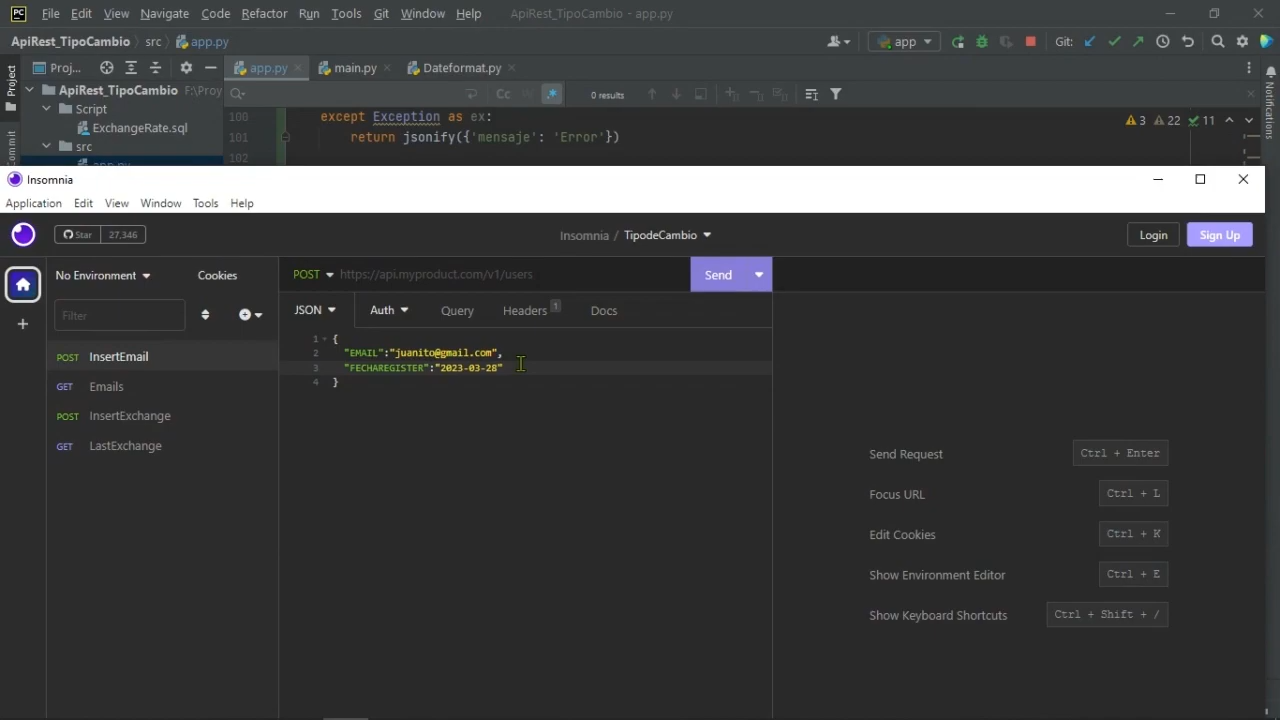 PC File Edit View Navigate Code Refactor Run Tools Git Window Help ApiRest_TipoCambio - app.py
ApiRest_TipoCambio src app.py app Git:
Project Proj... app.py main.py Dateformat.py Notifications
ApiRest_TipoCambio F:\Proy
Cc .* 0 results
Script
ExchangeRate.sql
src
Commit
100 except Exception as ex:
101 return jsonify({'mensaje': 'Error'})
102
3 22 11
Insomnia
Application Edit View Window Tools Help
Star 27,346 Insomnia / TipodeCambio Login Sign Up
No Environment Cookies POST https://api.myproduct.com/v1/users Send
Filter JSON Auth Query Headers 1 Docs
POST InsertEmail
GET Emails
POST InsertExchange
GET LastExchange
1 {
2 "EMAIL":"juanito@gmail.com",
3 "FECHAREGISTER":"2023-03-28"
4 }
Send Request Ctrl + Enter
Focus URL Ctrl + L
Edit Cookies Ctrl + K
Show Environment Editor Ctrl + E
Show Keyboard Shortcuts Ctrl + Shift + /